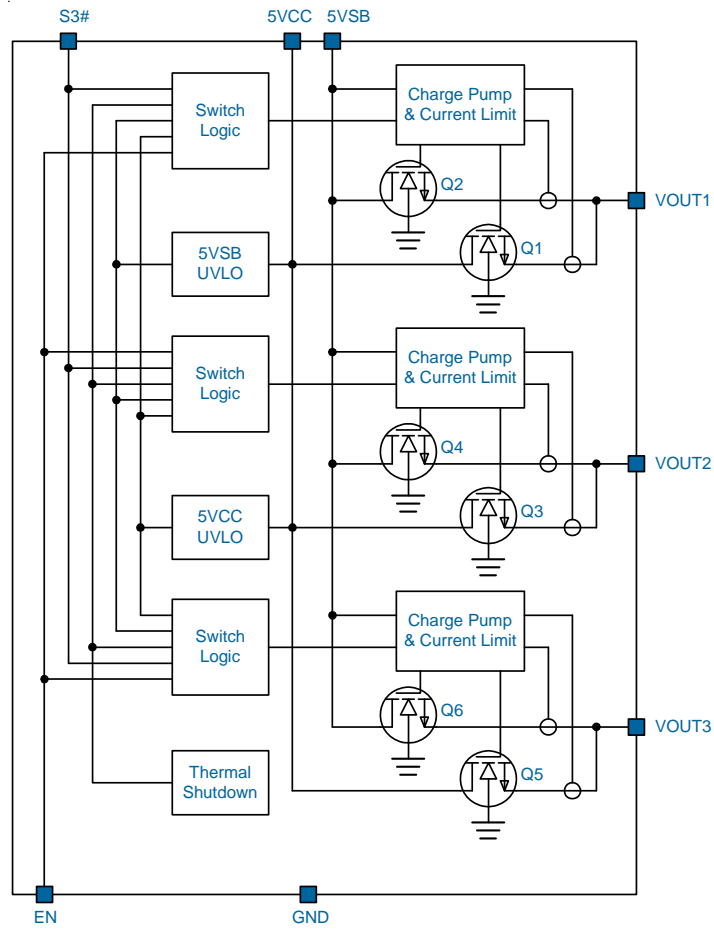 S3#
5VCC
5VSB
Switch
Logic
Charge Pump
& Current Limit
Q2
VOUT1
5VSB
UVLO
Q1
Switch
Logic
Charge Pump
& Current Limit
Q4
VOUT2
5VCC
UVLO
Q3
Switch
Logic
Charge Pump
& Current Limit
Q6
VOUT3
Thermal
Shutdown
Q5
EN
GND